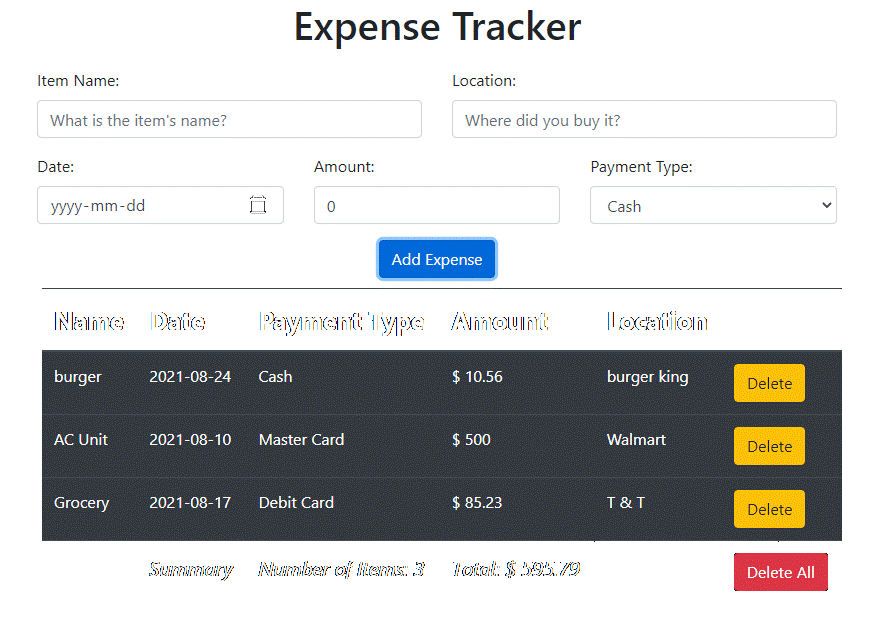 Expense Tracker
Item Name: Location:
What is the item's name? Where did you buy it?
Date: Amount: Payment Type:
yyyy-mm-dd 0 Cash
Add Expense
Name Date Payment Type Amount Location
burger 2021-08-24 Cash $ 10.56 burger king Delete
AC Unit 2021-08-10 Master Card $ 500 Walmart Delete
Grocery 2021-08-17 Debit Card $ 85.23 T & T Delete
Summary Number of Items: 3 Total: $ 595.79 Delete All